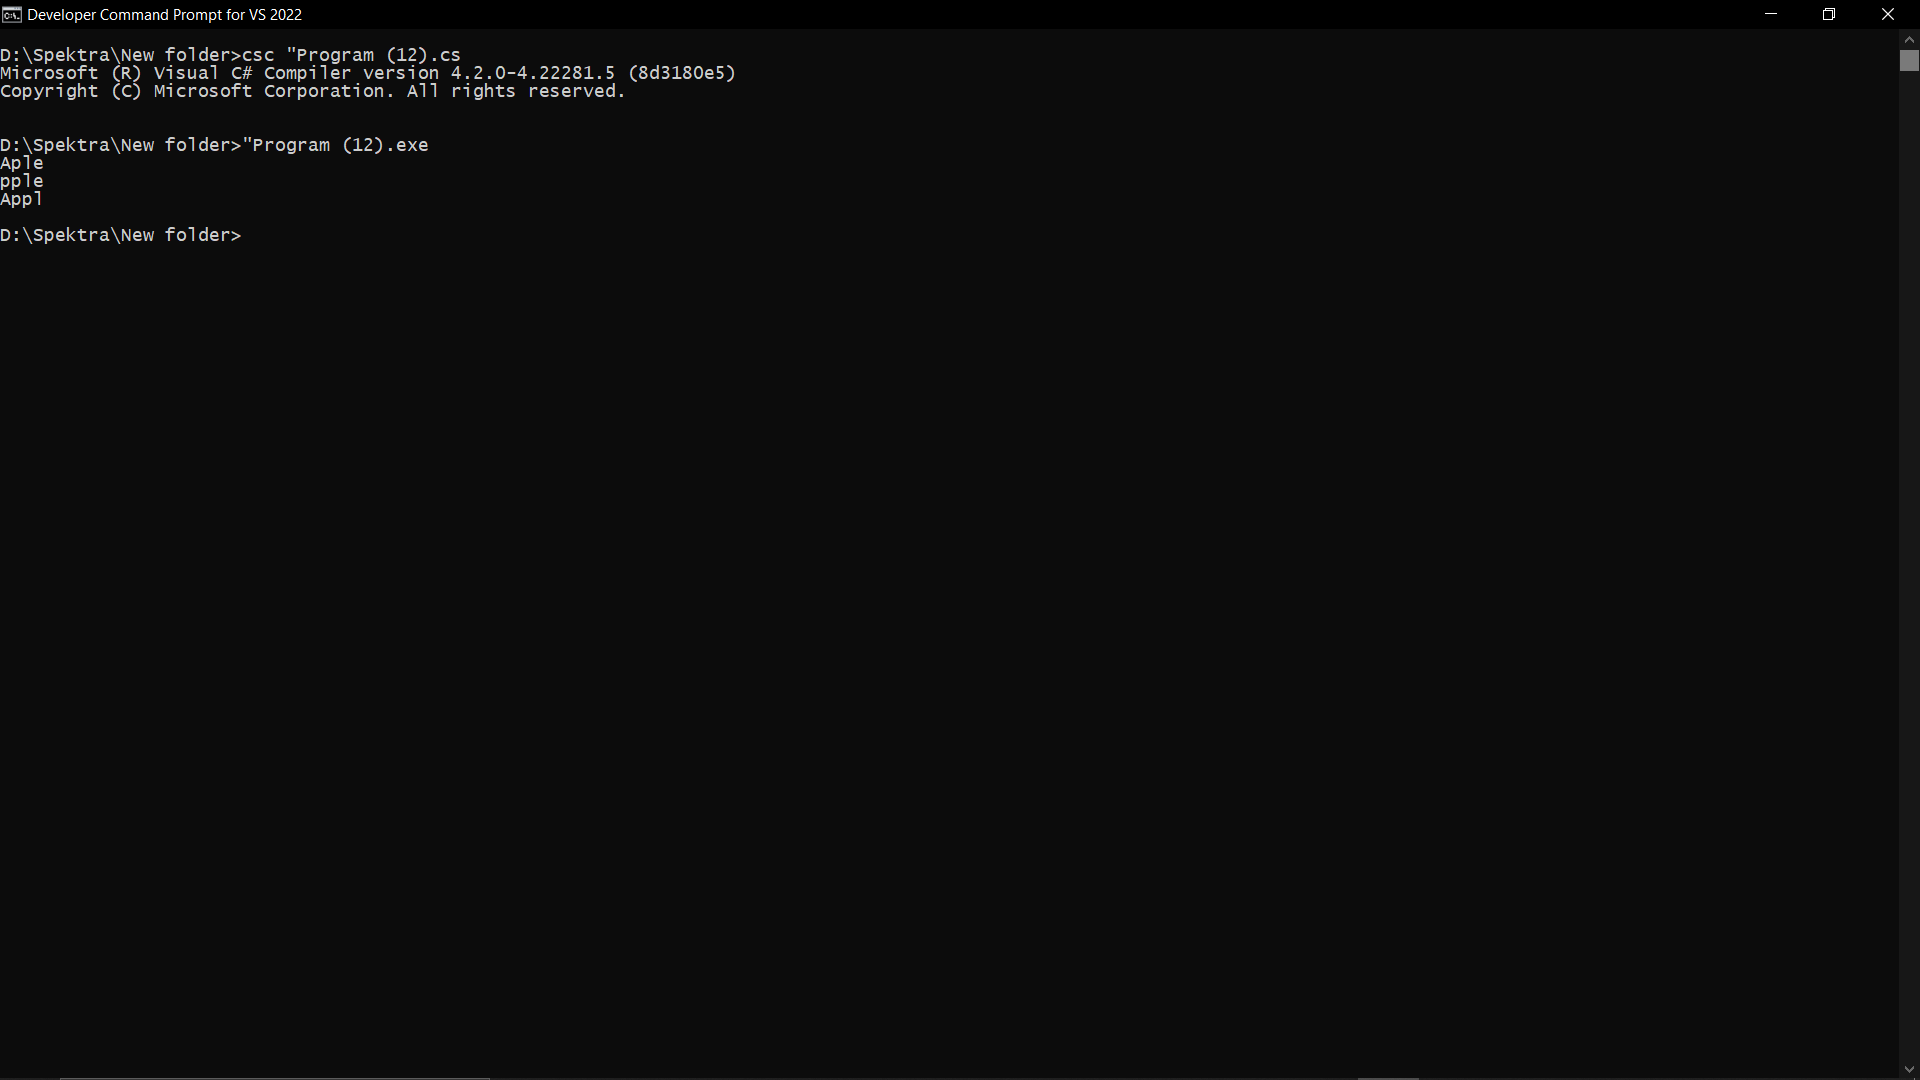 Developer Command Prompt for VS 2022
D:\Spektra\New folder>csc "Program (12).cs
Microsoft (R) Visual C# Compiler version 4.2.0-4.22281.5 (8d3180e5)
Copyright (C) Microsoft Corporation. All rights reserved.
D:\Spektra\New folder>"Program (12).exe
Aple
pple
Appl
D:\Spektra\New folder>